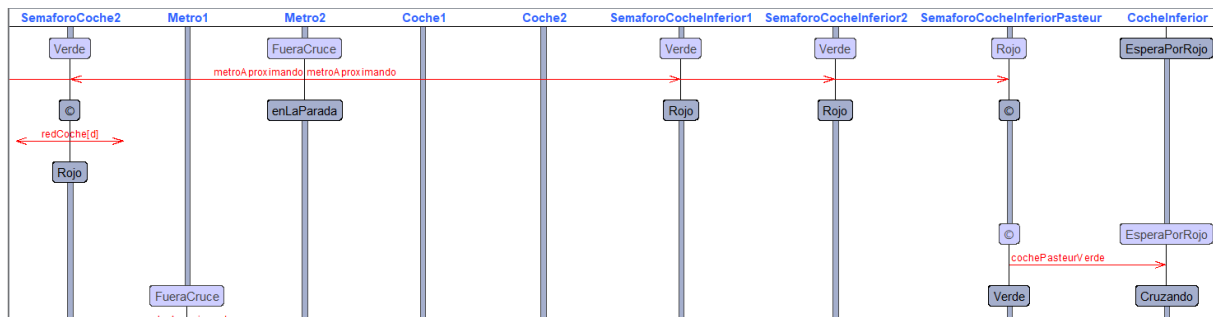 SemaforoCoche2 Metro1 Metro2 Coche1 Coche2 SemaforoCocheInferior1 SemaforoCocheInferior2 SemaforoCocheInferiorPasteur CocheInferior
Verde FueraCruce Verde Verde Rojo EsperaPorRojo
metroAproximando metroAproximando
© enLaParada Rojo Rojo ©
redCoche[d]
Rojo
© EsperaPorRojo
cochePasteurVerde
FueraCruce Verde Cruzando